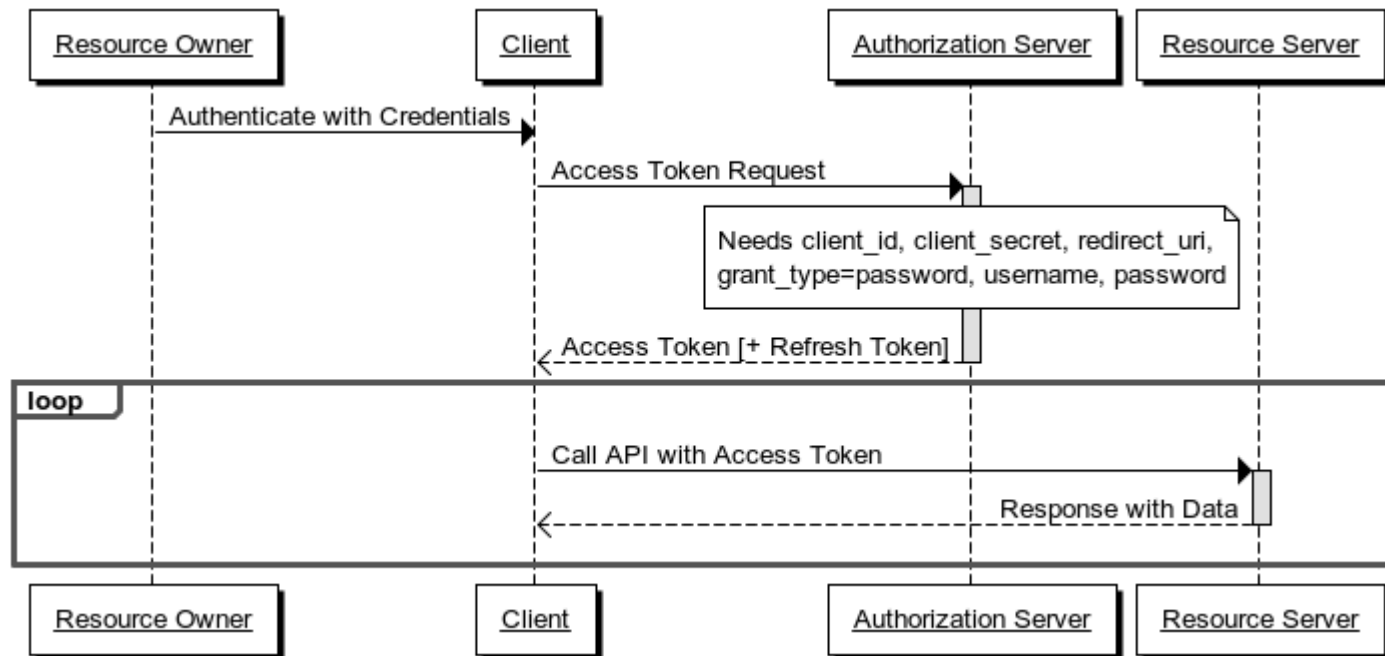 Resource Owner
Client
Authorization Server
Resource Server
Authenticate with Credentials
Access Token Request
Needs client_id, client_secret, redirect_uri,
grant_type=password, username, password
Access Token [+ Refresh Token]
loop
Call API with Access Token
Response with Data
Resource Owner
Client
Authorization Server
Resource Server